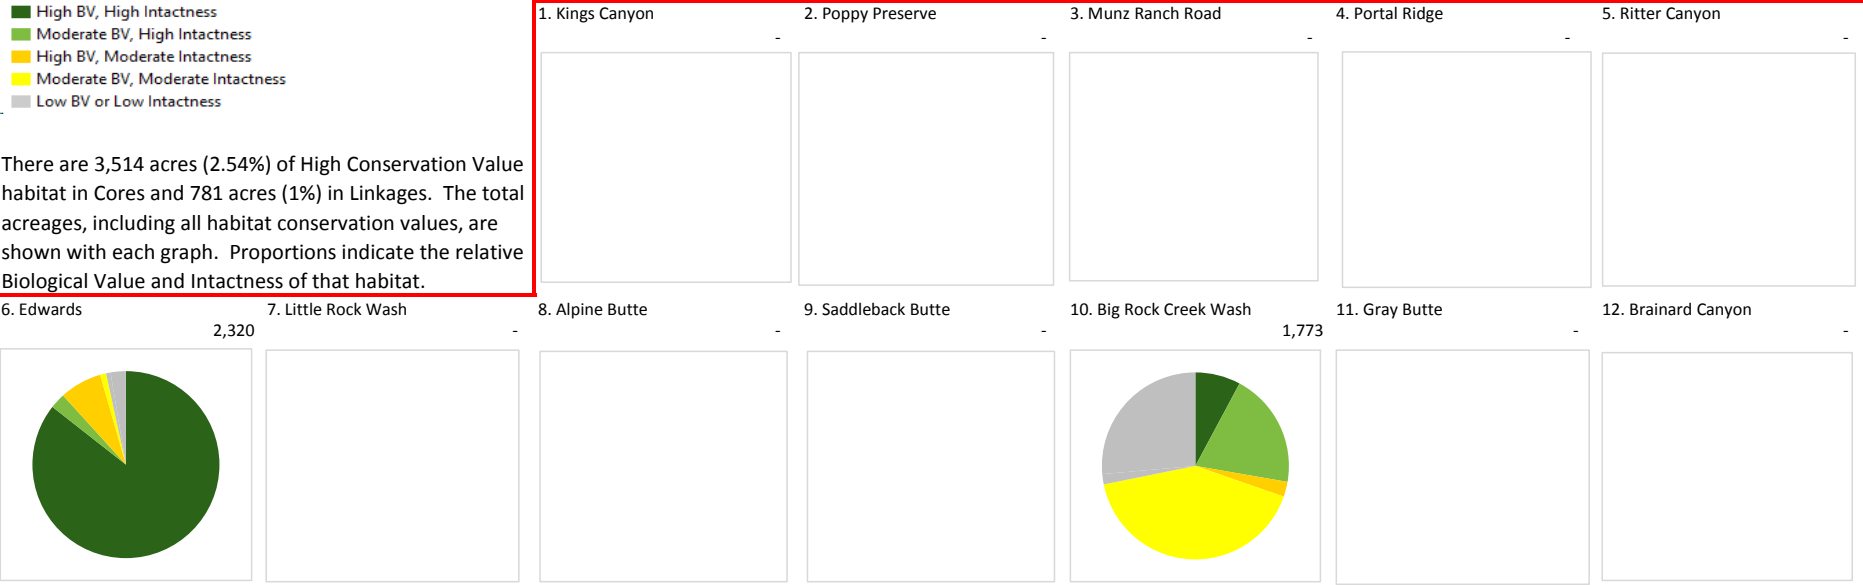 High BV, High Intactness
Moderate BV, High Intactness
High BV, Moderate Intactness
Moderate BV, Moderate Intactness
Low BV or Low Intactness
-
There are 3,514 acres (2.54%) of High Conservation Value
habitat in Cores and 781 acres (1%) in Linkages. The total
acreages, including all habitat conservation values, are
shown with each graph. Proportions indicate the relative
Biological Value and Intactness of that habitat.
1. Kings Canyon
-
2. Poppy Preserve
-
3. Munz Ranch Road
-
4. Portal Ridge
-
5. Ritter Canyon
-
6. Edwards
2,320
7. Little Rock Wash
-
8. Alpine Butte
-
9. Saddleback Butte
-
10. Big Rock Creek Wash
1,773
11. Gray Butte
-
12. Brainard Canyon
-